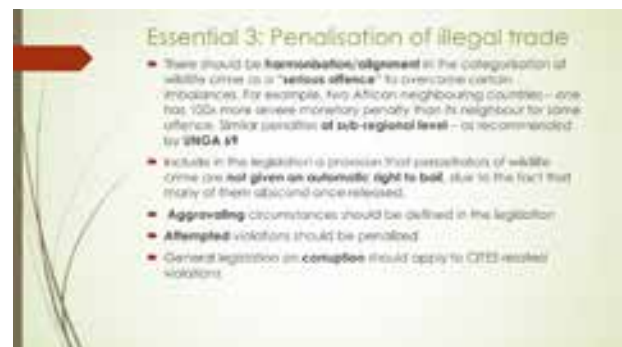 Essential 3: Penalisation of illegal trade
There should be harmonisation/alignment in the categorisation of
wildlife crime as a "serious offence" to overcome certain
imbalances. For example, two African neighbouring countries – one
has 100x more severe monetary penalty than its neighbour for same
offence. Similar penalties at sub-regional level – as recommended
by UNGA 69
Include in the legislation a provision that perpetrators of wildlife
crime are not given an automatic right to bail, due to the fact that
many of them abscond once released.
Aggravating circumstances should be defined in the legislation
Attempted violations should be penalized
General legislation on corruption should apply to CITES related
violations